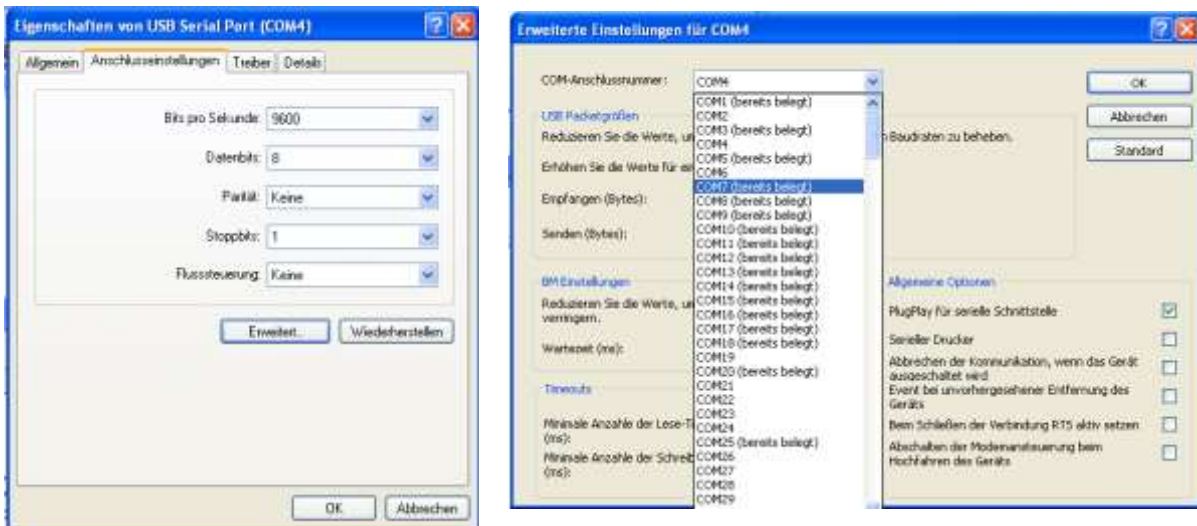 Eigenschaften von USB Serial Port (COM4)
Allgemein
Anschlusseinstellungen
Treiber
Details
Bits pro Sekunde:
9600
Datenbits:
8
Parität:
Keine
Stoppbits:
1
Flusssteuerung:
Keine
Erweitert...
Wiederherstellen
OK
Abbrechen
Erweiterte Einstellungen für COM4
COM-Anschlussnummer:
COM4
OK
Abbrechen
Standard
COM1 (bereits belegt)
COM2
COM3 (bereits belegt)
COM4
COM5 (bereits belegt)
COM6
COM7 (bereits belegt)
COM8 (bereits belegt)
COM9 (bereits belegt)
COM10 (bereits belegt)
COM11 (bereits belegt)
COM12 (bereits belegt)
COM13 (bereits belegt)
COM14 (bereits belegt)
COM15 (bereits belegt)
COM16 (bereits belegt)
COM17 (bereits belegt)
COM18 (bereits belegt)
COM19
COM20 (bereits belegt)
COM21
COM22
COM23
COM24
COM25 (bereits belegt)
COM26
COM27
COM28
COM29
USB Packetgrößen
Reduzieren Sie die Werte, un
n Baudraten zu beheben.
Erhöhen Sie die Werte für ei
Empfangen (Bytes):
Senden (Bytes):
BM Einstellungen
Reduzieren Sie die Werte, un
verringern.
Wartezeit (ms):
Timeouts
Minimale Anzahle der Lese-Ti
(ms):
Minimale Anzahle der Schreib
(ms):
Allgemeine Optionen
PlugPlay für serielle Schnittstelle
Serieller Drucker
Abbrechen der Kommunikation, wenn das Gerät
ausgeschaltet wird
Event bei unvorhergesehener Entfernung des
Geräts
Beim Schließen der Verbindung RTS aktiv setzen
Abschalten der Modemansteuerung beim
Hochfahren des Geräts